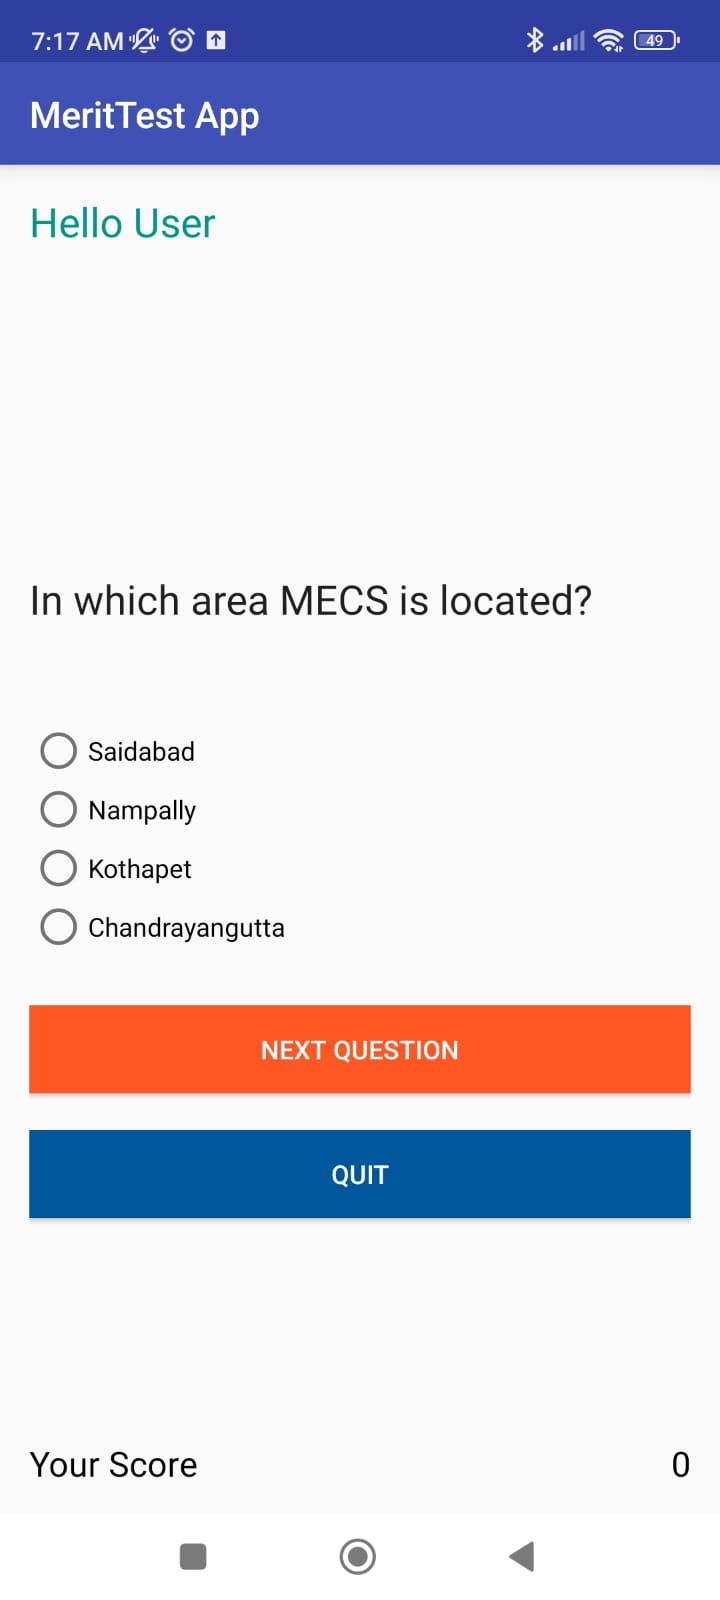 7:17 AM 49
MeritTest App
Hello User
In which area MECS is located?
Saidabad
Nampally
Kothapet
Chandrayangutta
NEXT QUESTION
QUIT
Your Score 0